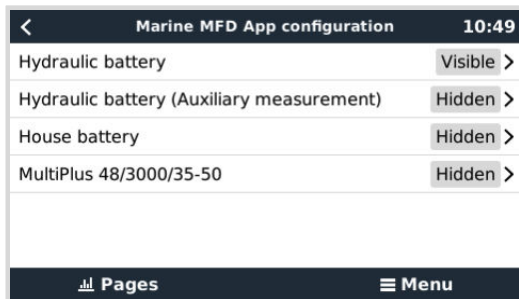 Marine MFD App configuration 10:49
Hydraulic battery Visible
Hydraulic battery (Auxiliary measurement) Hidden
House battery Hidden
MultiPlus 48/3000/35-50 Hidden
Pages Menu